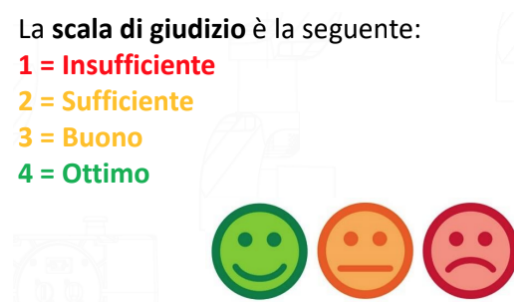 La scala di giudizio è la seguente:
1 = Insufficiente
2 = Sufficiente
3 = Buono
4 = Ottimo